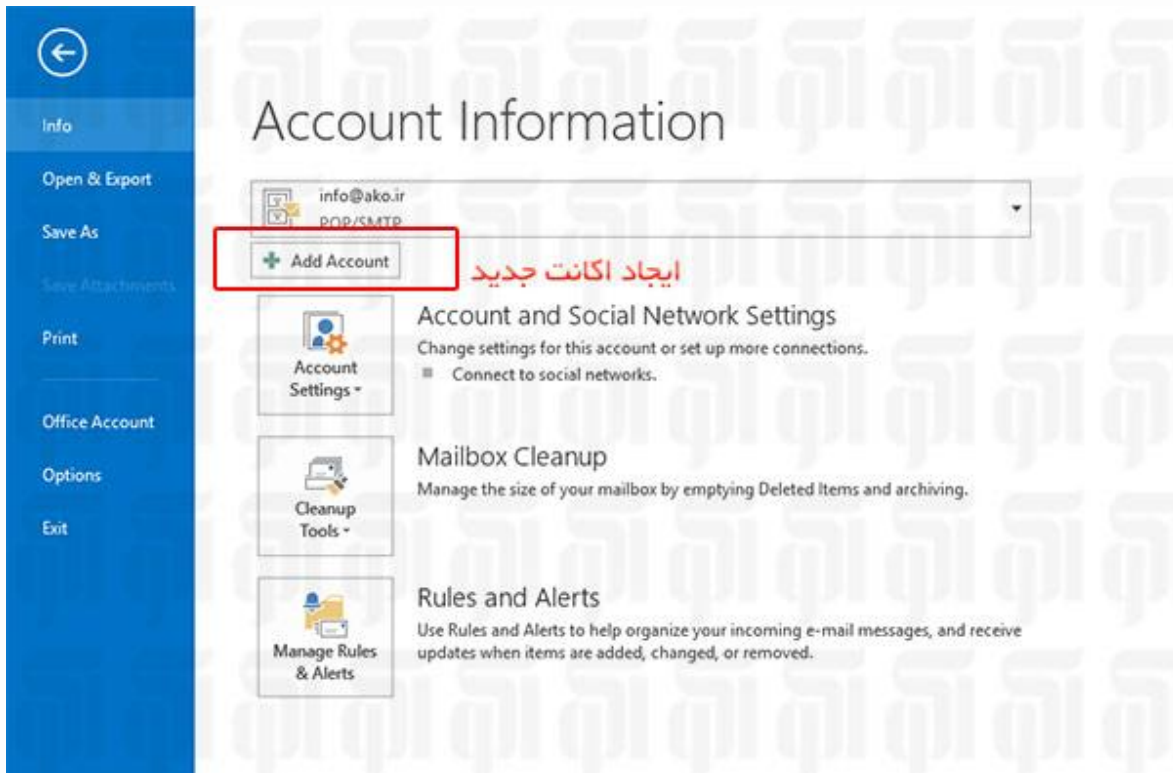 Info
Open & Export
Save As
Save Attachments
Print
Office Account
Options
Exit
Account Information
info@ako.ir
POP/SMTP
Add Account
ایجاد اکانت جدید
Account
Settings
Account and Social Network Settings
Change settings for this account or set up more connections.
Connect to social networks.
Cleanup
Tools
Mailbox Cleanup
Manage the size of your mailbox by emptying Deleted Items and archiving.
Manage Rules
& Alerts
Rules and Alerts
Use Rules and Alerts to help organize your incoming e-mail messages, and receive
updates when items are added, changed, or removed.